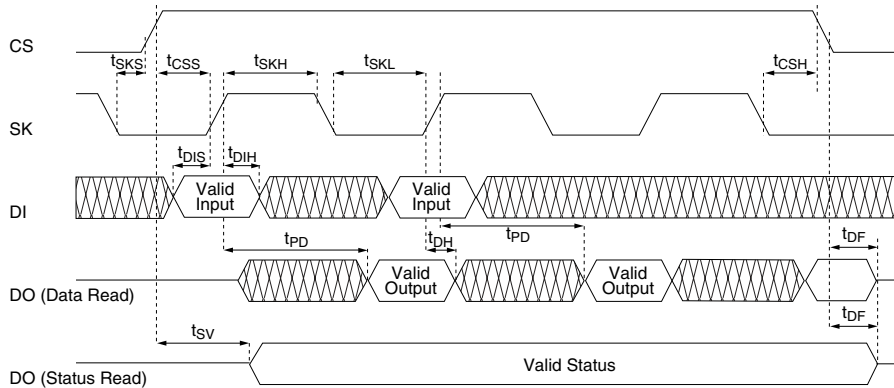 CS
tSKS tCSS tSKH tSKL tCSH
SK
tDIS tDIH
DI
Valid Input
Valid Input
tPD tDH tPD tDF
DO (Data Read)
Valid Output
Valid Output
tSV tDF
DO (Status Read)
Valid Status